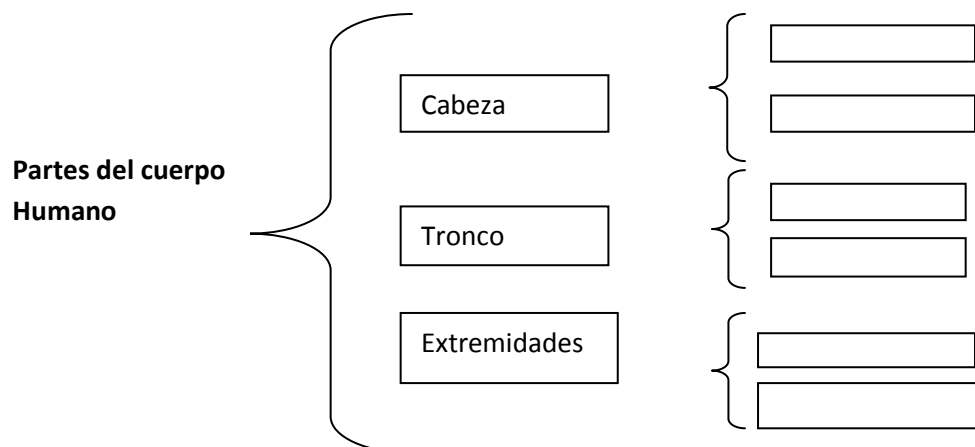 Partes del cuerpo
Humano
Cabeza
Tronco
Extremidades